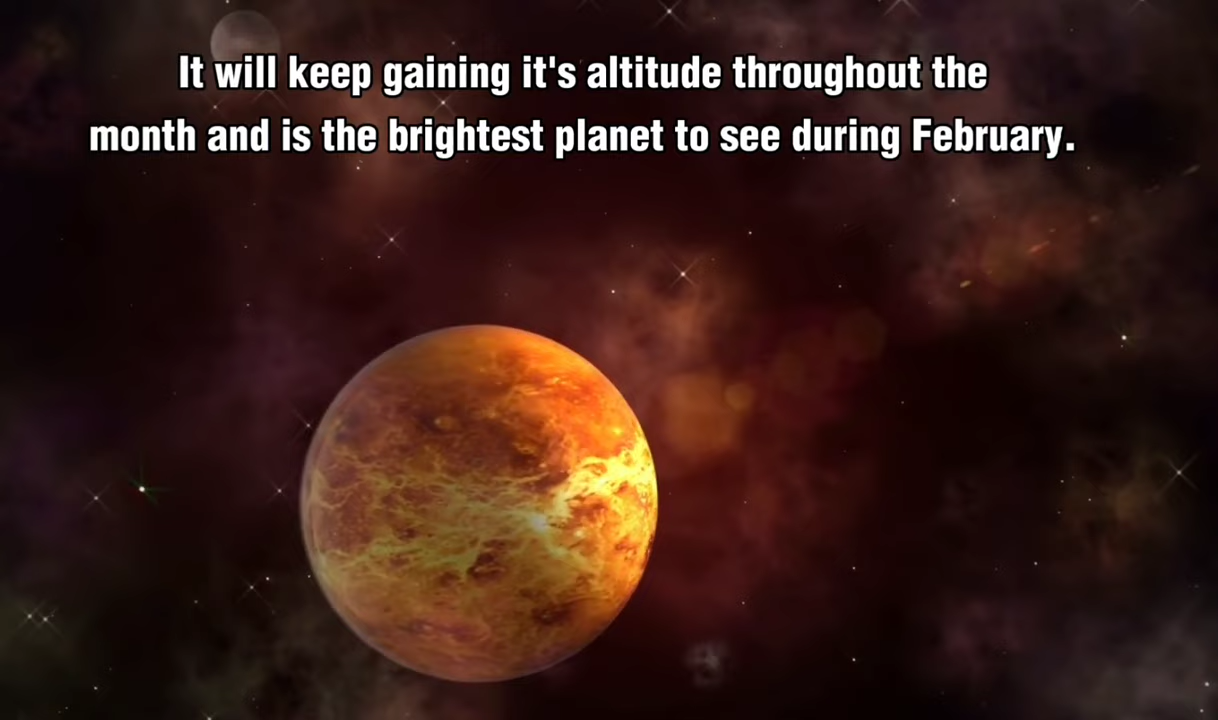 It will keep gaining it's altitude throughout the
month and is the brightest planet to see during February.